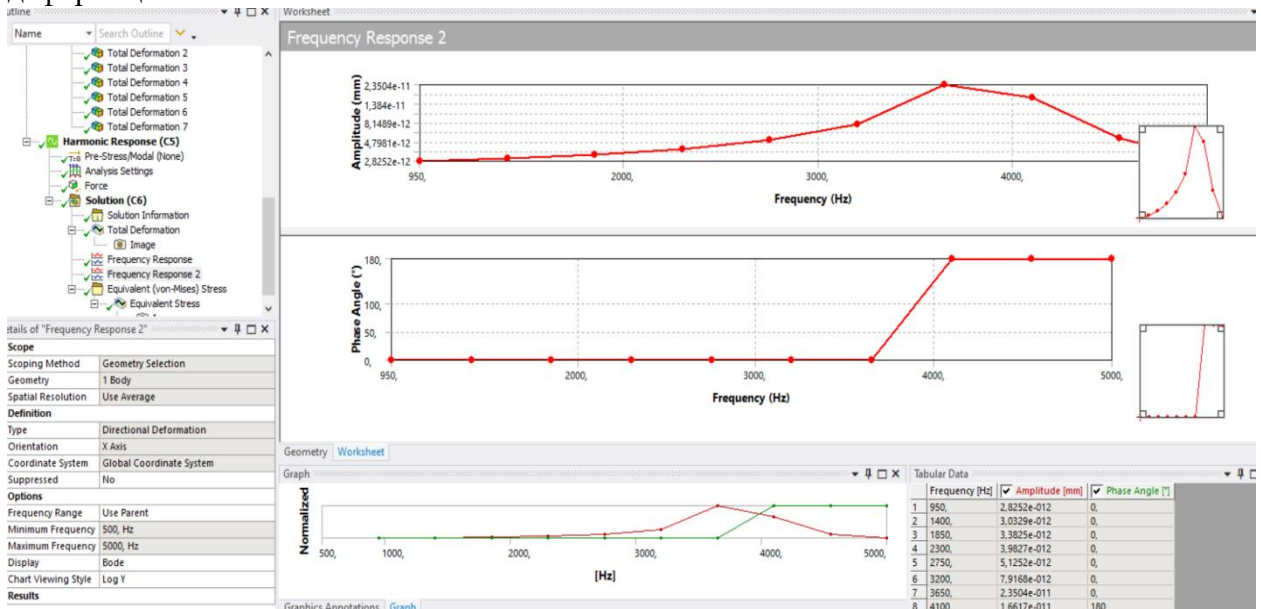 Outline
Worksheet
Name
Search Outline
Total Deformation 2
Total Deformation 3
Total Deformation 4
Total Deformation 5
Total Deformation 6
Total Deformation 7
Harmonic Response (C5)
T=0 Pre-Stress/Modal (None)
Analysis Settings
Force
Solution (C6)
Solution Information
Total Deformation
Image
Frequency Response
Frequency Response 2
Equivalent (von-Mises) Stress
Equivalent Stress
Frequency Response 2
Amplitude (mm)
2,3504e-11
1,384e-11
8,1489e-12
4,7981e-12
2,8252e-12
950,
2000,
3000,
4000,
Frequency (Hz)
Phase Angle (°)
180,
100,
50,
0,
950,
2000,
3000,
4000,
5000,
Frequency (Hz)
etails of "Frequency Response 2"
Scope
Scoping Method Geometry Selection
Geometry 1 Body
Spatial Resolution Use Average
Definition
Type Directional Deformation
Orientation X Axis
Coordinate System Global Coordinate System
Suppressed No
Options
Frequency Range Use Parent
Minimum Frequency 500, Hz
Maximum Frequency 5000, Hz
Display Bode
Chart Viewing Style Log Y
Results
Geometry Worksheet
Graph
Normalized
500,
1000,
2000,
3000,
4000,
5000,
[Hz]
Graphics Annotations Graph
Tabular Data
Frequency [Hz] Amplitude [mm] Phase Angle [°]
1 950, 2,8252e-012 0,
2 1400, 3,0329e-012 0,
3 1850, 3,3825e-012 0,
4 2300, 3,9827e-012 0,
5 2750, 5,1252e-012 0,
6 3200, 7,9168e-012 0,
7 3650, 2,3504e-011 0,
8 4100, 1,6617e-011 180